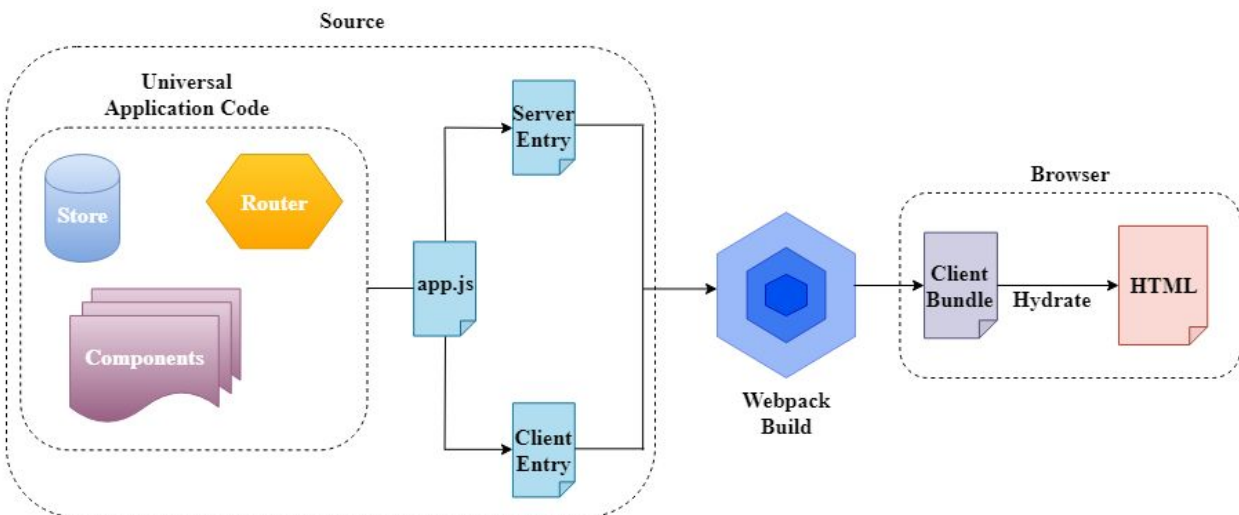 Source
Universal
Application Code
Store
Router
Components
app.js
Server
Entry
Client
Entry
Webpack
Build
Browser
Client
Bundle
Hydrate
HTML